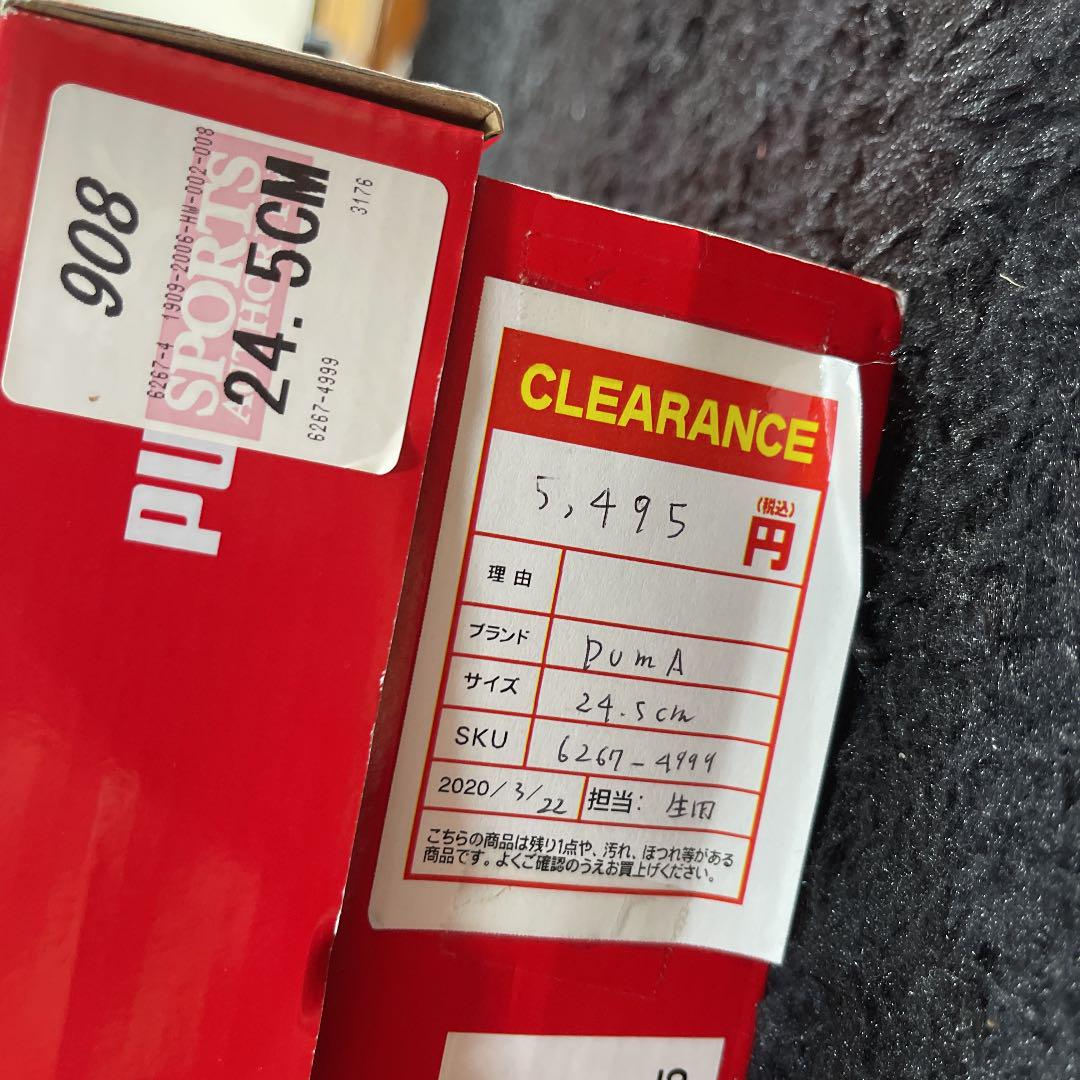 908
6267-4 1909-2006-HW-002-008
SPORTS
AUTHORITY
24.5CM
3176
6267-4999
PU
CLEARANCE
5,495 (税込)円
理由
ブランド PUMA
サイズ 24.5cm
SKU 6267-4999
2020/3/22 担当: 生田
こちらの商品は残り1点や、汚れ、ほつれ等がある
商品です。よくご確認のうえお買上げください。